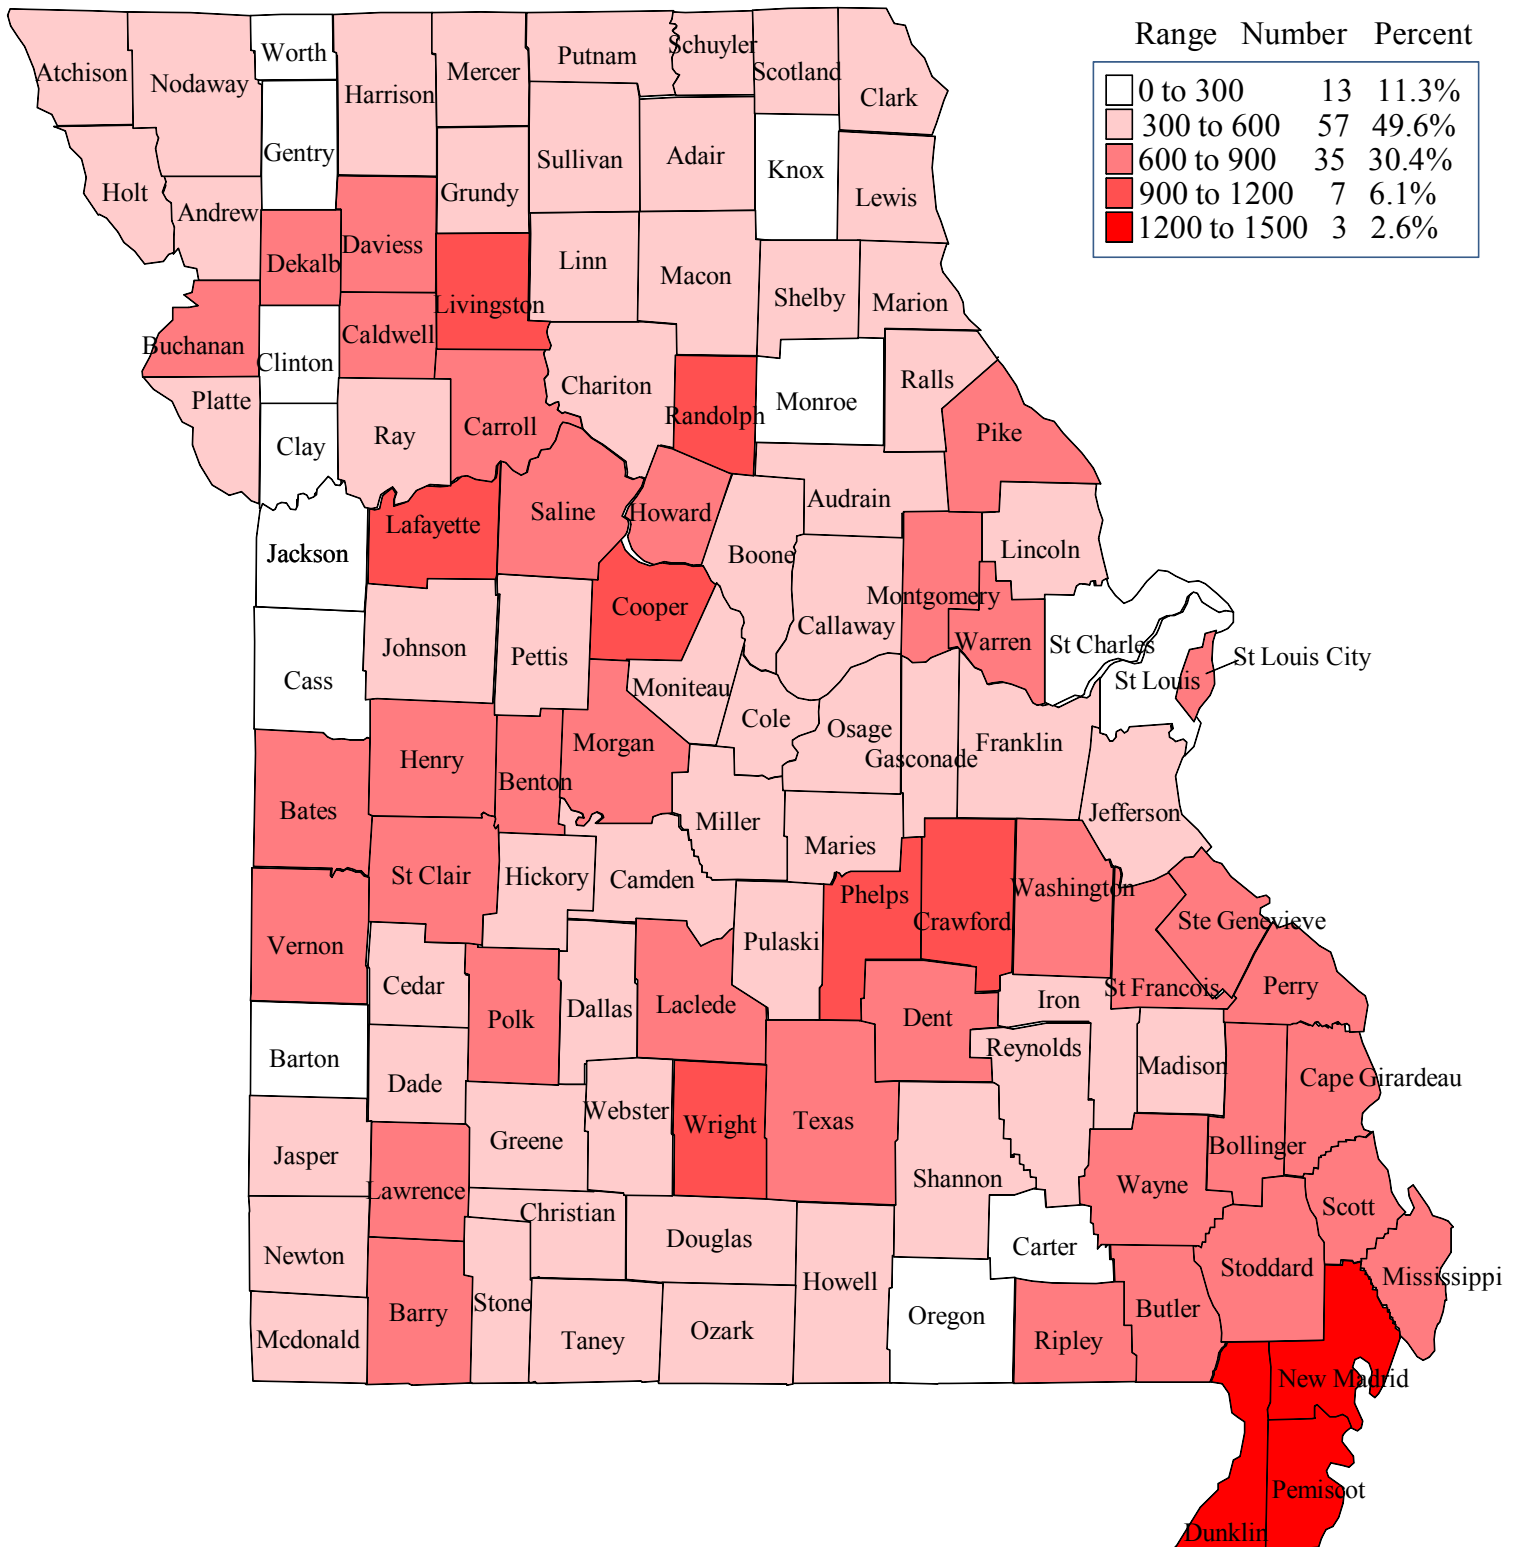 Range Number Percent
0 to 300 13 11.3%
300 to 600 57 49.6%
600 to 900 35 30.4%
900 to 1200 7 6.1%
1200 to 1500 3 2.6%
Atchison
Nodaway
Worth
Harrison
Mercer
Putnam
Schuyler
Scotland
Clark
Gentry
Holt
Andrew
Grundy
Sullivan
Adair
Knox
Lewis
Dekalb
Daviess
Livingston
Linn
Macon
Shelby
Marion
Buchanan
Clinton
Caldwell
Platte
Clay
Ray
Carroll
Chariton
Randolph
Monroe
Ralls
Pike
Audrain
Jackson
Lafayette
Saline
Howard
Boone
Lincoln
Callaway
Montgomery
Warren
St Charles
St Louis
St Louis City
Cass
Johnson
Pettis
Cooper
Moniteau
Cole
Osage
Gasconade
Franklin
Morgan
Henry
Benton
Bates
Miller
Maries
Jefferson
St Clair
Hickory
Camden
Phelps
Crawford
Washington
Ste Genevieve
Vernon
Pulaski
Cedar
Polk
Dallas
Laclede
Dent
Iron
St Francois
Perry
Barton
Dade
Reynolds
Madison
Cape Girardeau
Webster
Wright
Texas
Greene
Jasper
Lawrence
Shannon
Wayne
Bollinger
Scott
Christian
Douglas
Newton
Howell
Carter
Stoddard
Mississippi
Mcdonald
Barry
Stone
Taney
Ozark
Oregon
Ripley
Butler
New Madrid
Pemiscot
Dunklin